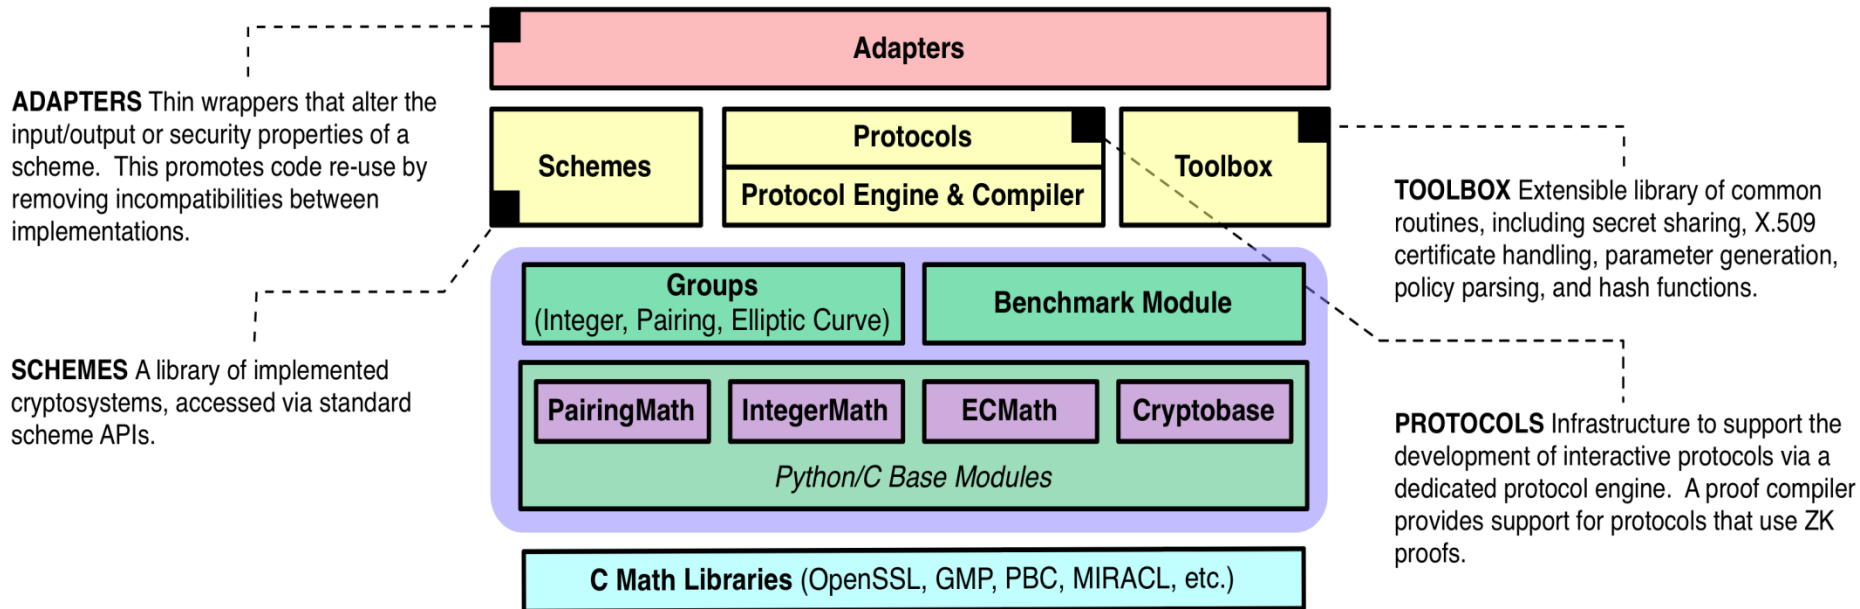 Adapters
ADAPTERS Thin wrappers that alter the
input/output or security properties of a
scheme. This promotes code re-use by
removing incompatibilities between
implementations.
Schemes
Protocols
Protocol Engine & Compiler
Toolbox
TOOLBOX Extensible library of common
routines, including secret sharing, X.509
certificate handling, parameter generation,
policy parsing, and hash functions.
Groups
(Integer, Pairing, Elliptic Curve)
Benchmark Module
SCHEMES A library of implemented
cryptosystems, accessed via standard
scheme APIs.
PairingMath
IntegerMath
ECMath
Cryptobase
Python/C Base Modules
PROTOCOLS Infrastructure to support the
development of interactive protocols via a
dedicated protocol engine. A proof compiler
provides support for protocols that use ZK
proofs.
C Math Libraries (OpenSSL, GMP, PBC, MIRACL, etc.)